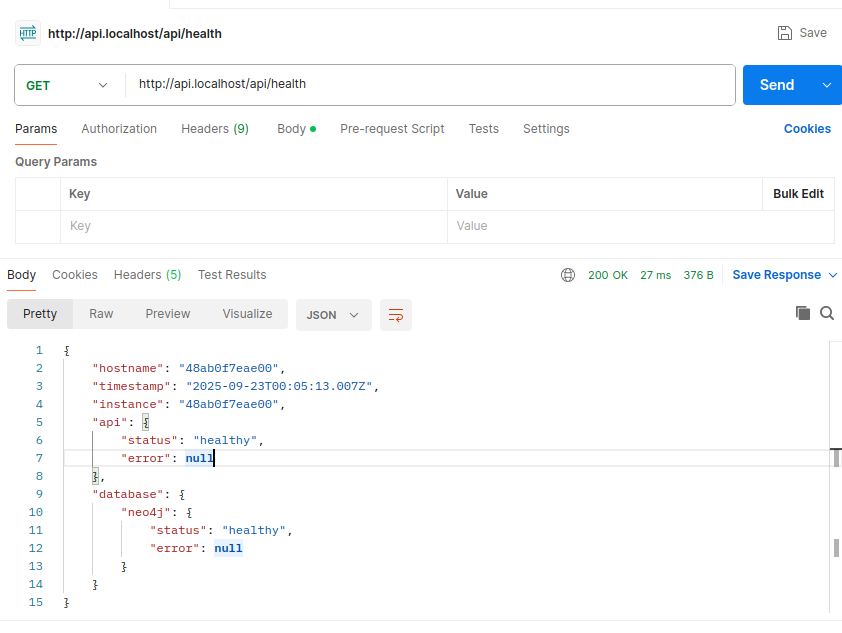 HTTP http://api.localhost/api/health Save
GET http://api.localhost/api/health Send
Params Authorization Headers (9) Body Pre-request Script Tests Settings Cookies
Query Params
Key Value Bulk Edit
Key Value
Body Cookies Headers (5) Test Results 200 OK 27 ms 376 B Save Response
Pretty Raw Preview Visualize JSON
1 {
2 "hostname": "48ab0f7eae00",
3 "timestamp": "2025-09-23T00:05:13.007Z",
4 "instance": "48ab0f7eae00",
5 "api": {
6 "status": "healthy",
7 "error": null
8 },
9 "database": {
10 "neo4j": {
11 "status": "healthy",
12 "error": null
13 }
14 }
15 }